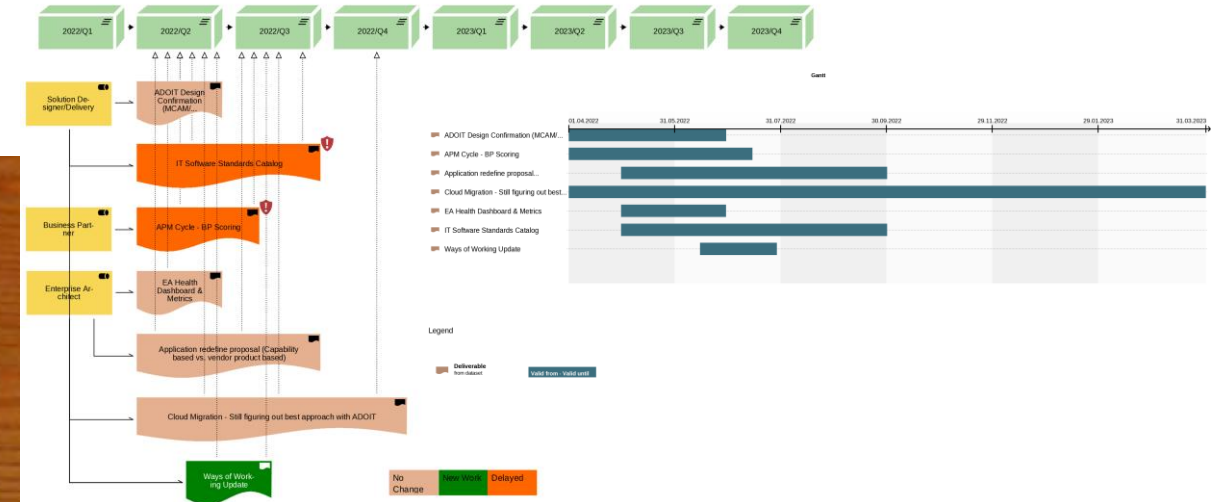 2022/Q1
2022/Q2
2022/Q3
2022/Q4
2023/Q1
2023/Q2
2023/Q3
2023/Q4
Solution De-
signer/Delivery
ADOIT Design
Confirmation
(MCAM/...
IT Software Standards Catalog
Business Part-
ner
APM Cycle - BP Scoring
Enterprise Ar-
chitect
EA Health
Dashboard &
Metrics
Application redefine proposal (Capability
based vs. vendor product based)
Cloud Migration - Still figuring out best approach with ADOIT
Ways of Work-
ing Update
No
Change
New Work
Delayed
Gantt
01.04.2022
31.05.2022
31.07.2022
30.09.2022
29.11.2022
29.01.2023
31.03.2023
ADOIT Design Confirmation (MCAM/...
APM Cycle - BP Scoring
Application redefine proposal...
Cloud Migration - Still figuring out best...
EA Health Dashboard & Metrics
IT Software Standards Catalog
Ways of Working Update
Legend
Deliverable
from dataset
Valid from - Valid until